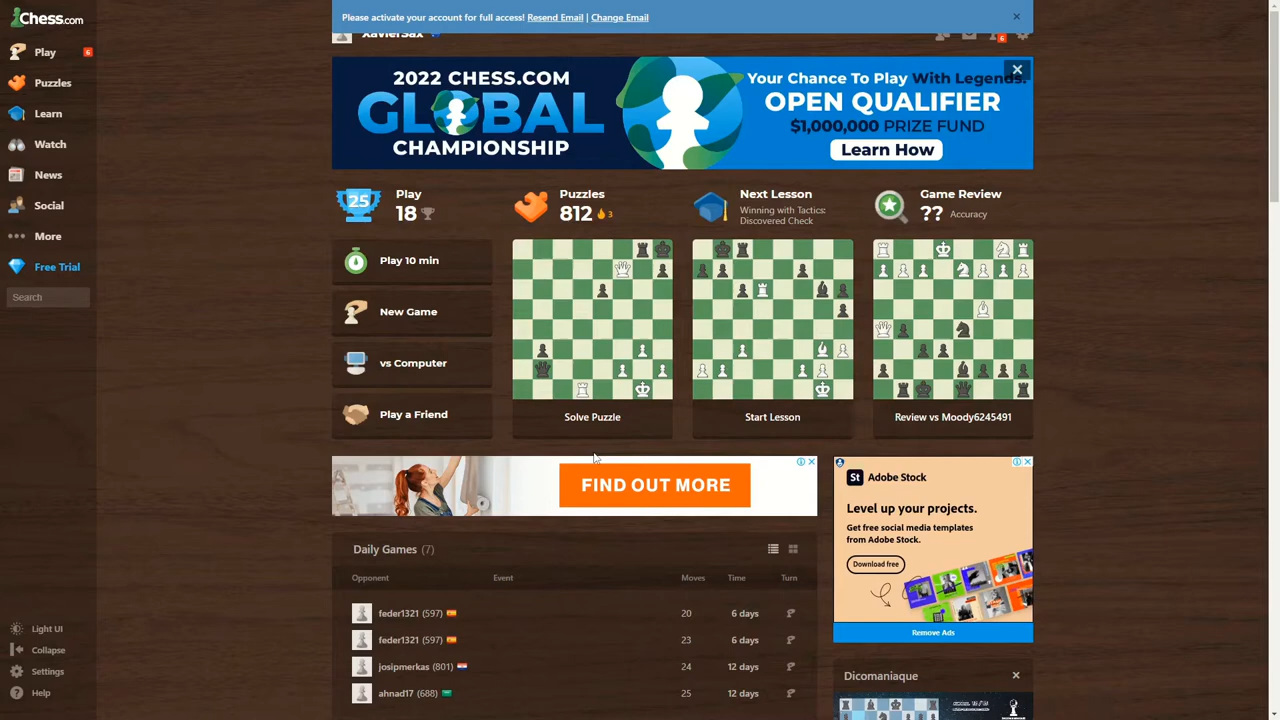 Chess.com
Play
6
Puzzles
Learn
Watch
News
Social
More
Free Trial
Search
Light UI
Collapse
Settings
Help
Please activate your account for full access! Resend Email | Change Email
XavierSax
6
2022 CHESS.COM
GLOBAL
CHAMPIONSHIP
Your Chance To Play With Legends.
OPEN QUALIFIER
$1,000,000 PRIZE FUND
Learn How
25
Play
18
Puzzles
812 3
Next Lesson
Winning with Tactics:
Discovered Check
Game Review
?? Accuracy
Play 10 min
New Game
vs Computer
Play a Friend
Solve Puzzle
Start Lesson
Review vs Moody6245491
FIND OUT MORE
St Adobe Stock
Level up your projects.
Get free social media templates
from Adobe Stock.
Download free
Remove Ads
Daily Games (7)
Opponent Event Moves Time Turn
feder1321 (597) 20 6 days
feder1321 (597) 23 6 days
josipmerkas (801) 24 12 days
ahnad17 (688) 25 12 days
Dicomaniaque